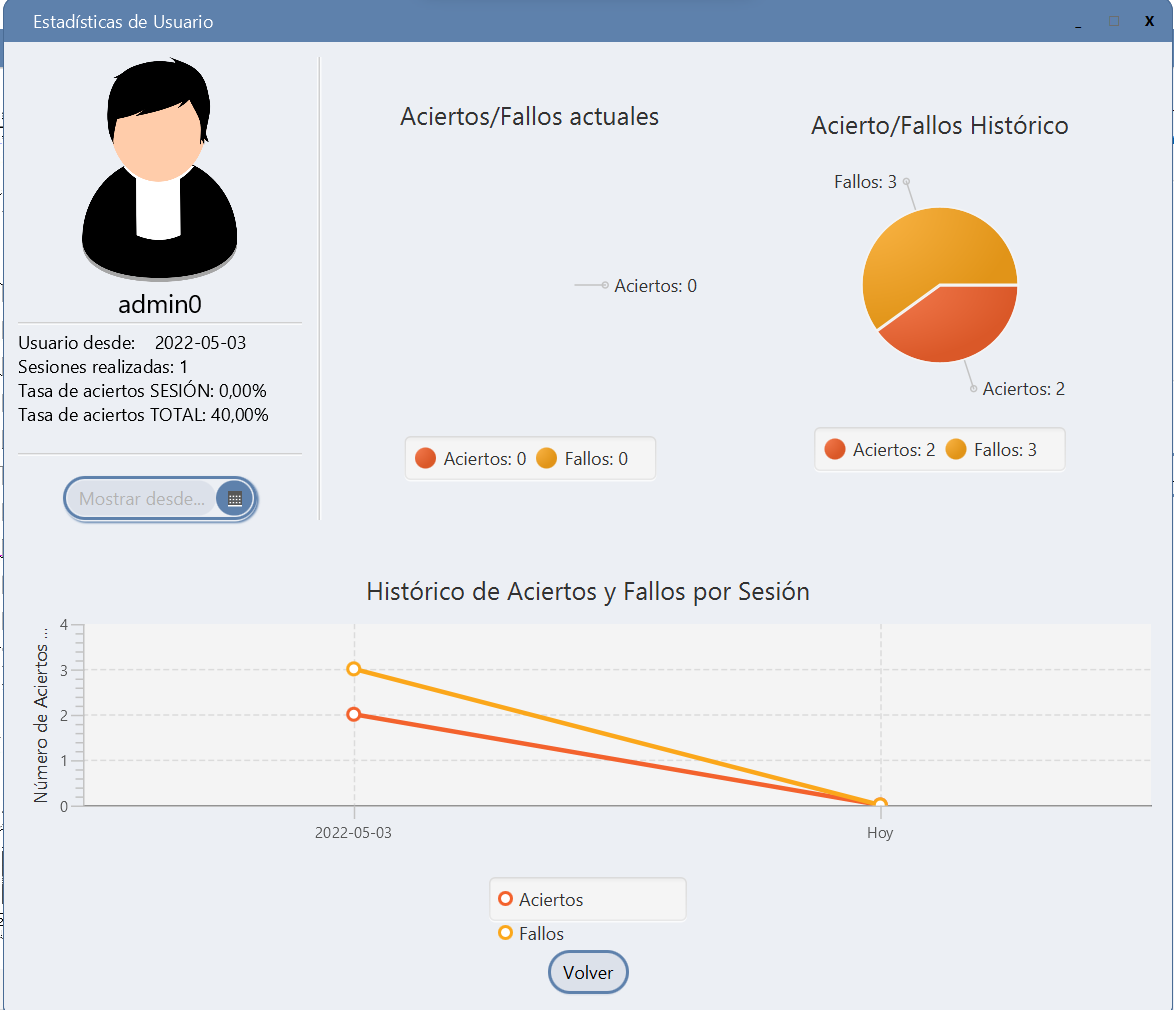 Estadísticas de Usuario
admin0
Usuario desde: 2022-05-03
Sesiones realizadas: 1
Tasa de aciertos SESIÓN: 0,00%
Tasa de aciertos TOTAL: 40,00%
Mostrar desde...
Aciertos/Fallos actuales
Aciertos: 0
Aciertos: 0 Fallos: 0
Acierto/Fallos Histórico
Fallos: 3
Aciertos: 2
Aciertos: 2 Fallos: 3
Histórico de Aciertos y Fallos por Sesión
Número de Aciertos ...
4
3
2
1
0
2022-05-03 Hoy
Aciertos
Fallos
Volver